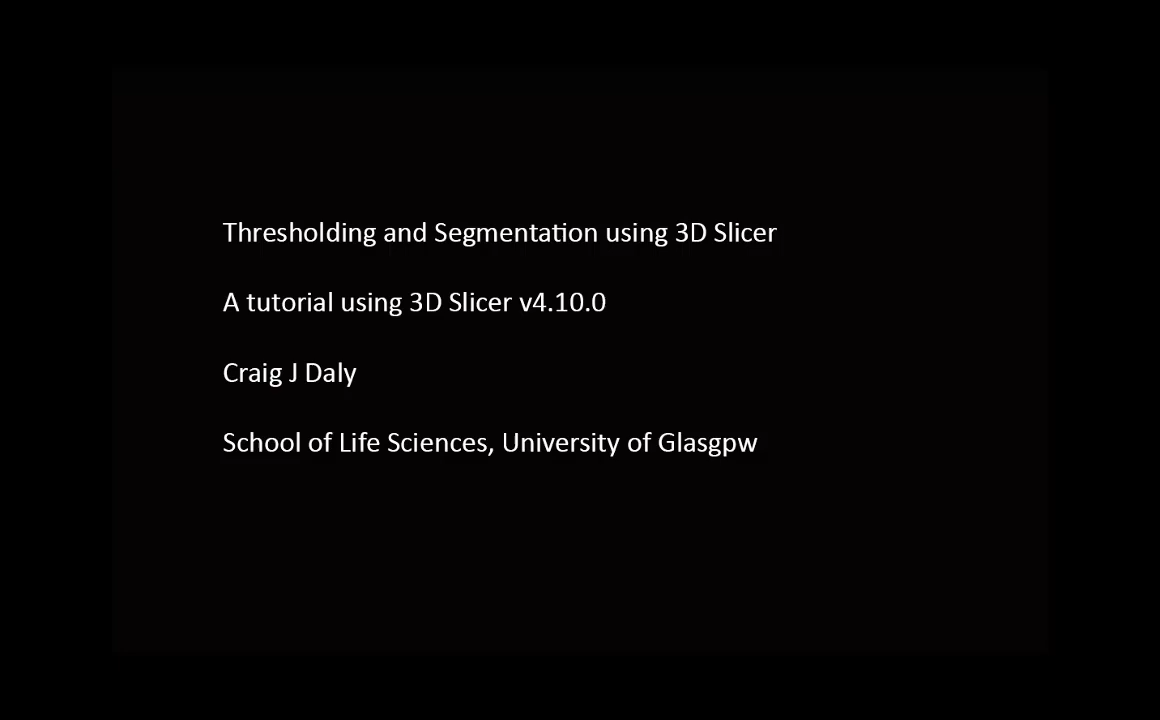 Thresholding and Segmentation using 3D Slicer
A tutorial using 3D Slicer v4.10.0
Craig J Daly
School of Life Sciences, University of Glasgpw